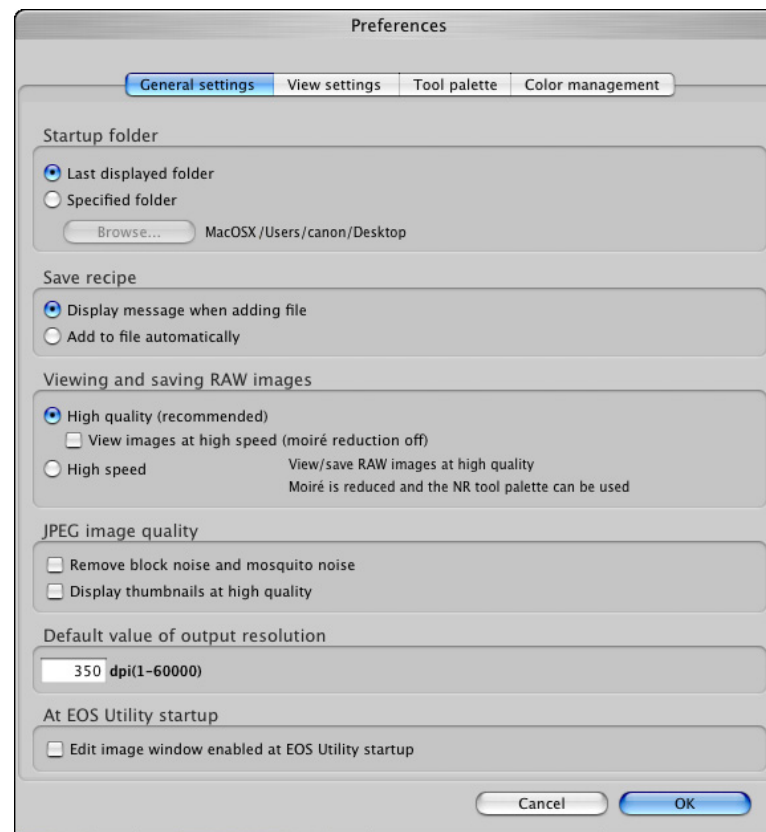 Preferences
General settings View settings Tool palette Color management
Startup folder
Last displayed folder
Specified folder
Browse... MacOSX/Users/canon/Desktop
Save recipe
Display message when adding file
Add to file automatically
Viewing and saving RAW images
High quality (recommended)
View images at high speed (moiré reduction off)
High speed View/save RAW images at high quality
Moiré is reduced and the NR tool palette can be used
JPEG image quality
Remove block noise and mosquito noise
Display thumbnails at high quality
Default value of output resolution
350 dpi(1-60000)
At EOS Utility startup
Edit image window enabled at EOS Utility startup
Cancel OK